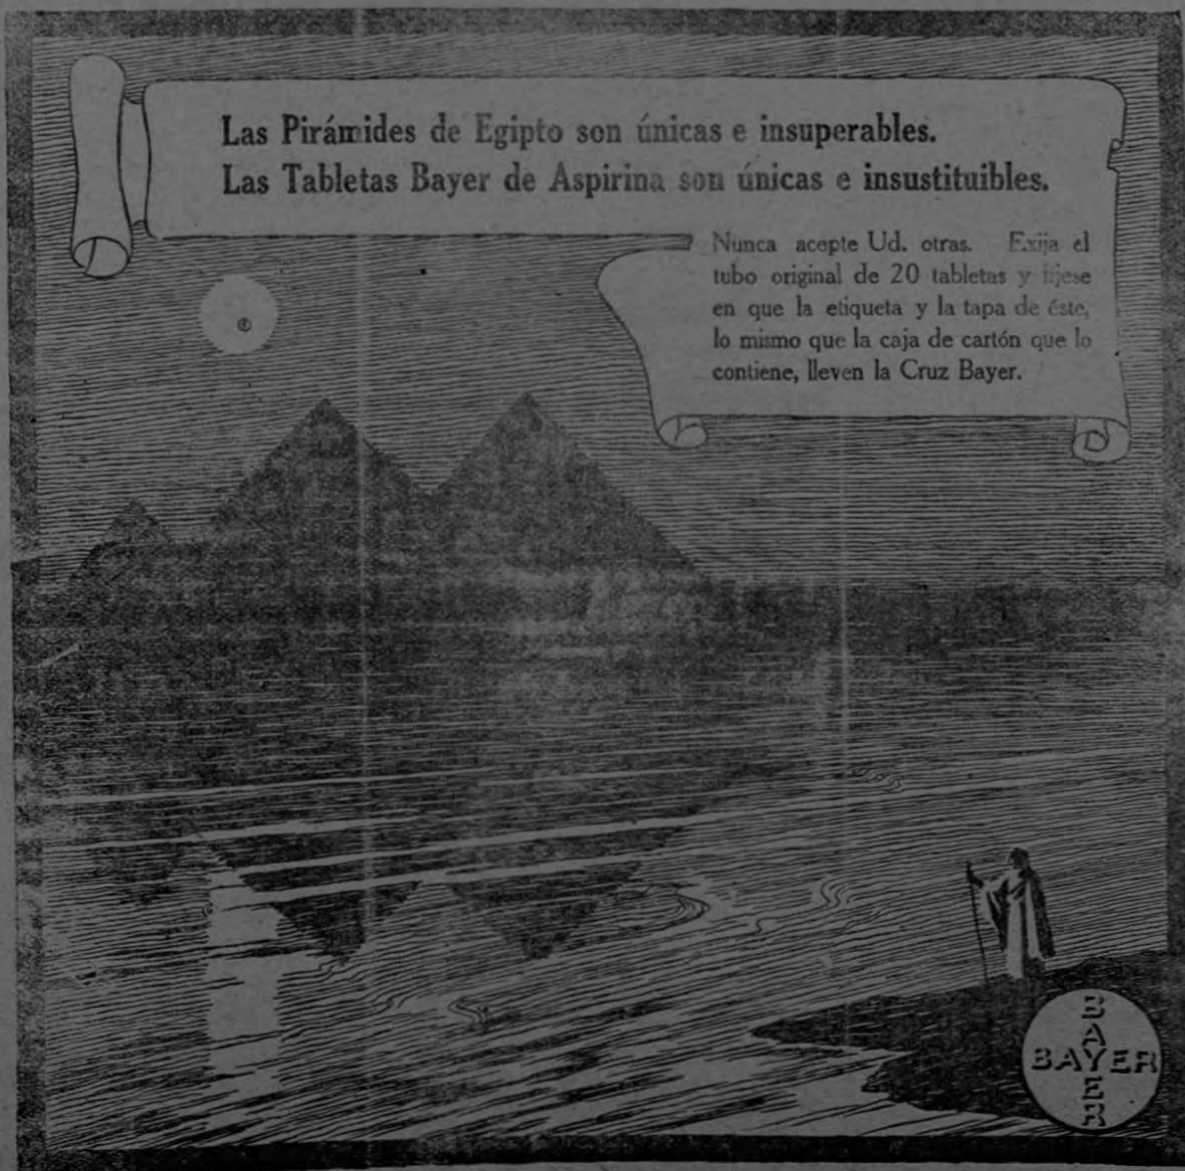 Las Pirámides de Egipto son únicas e insuperables.
Las Tabletas Bayer de Aspirina son únicas e insustituibles.
Nunca acepte Ud. otras. Exija el
tubo original de 20 tabletas y fíjese
en que la etiqueta y la tapa de éste,
lo mismo que la caja de cartón que lo
contiene, lleven la Cruz Bayer.
BAYER
BAYER